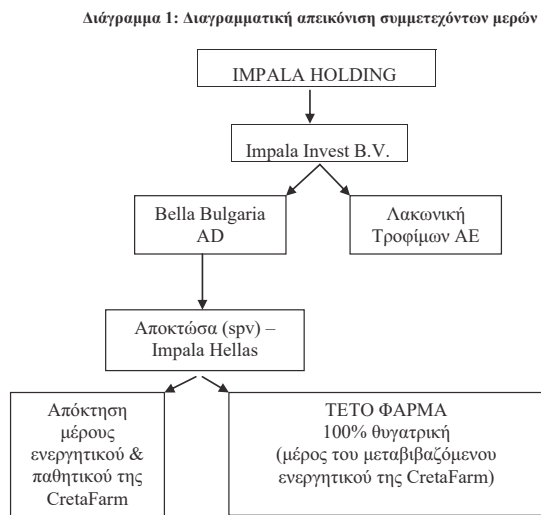 Διάγραμμα 1: Διαγραμματική απεικόνιση συμμετεχόντων μερών
IMPALA HOLDING
Impala Invest B.V.
Bella Bulgaria
AD
Λακωνική
Τροφίμων ΑΕ
Αποκτώσα (spv) –
Impala Hellas
Απόκτηση
μέρους
ενεργητικού &
παθητικού της
CretaFarm
ΤΕΤΟ ΦΑΡΜΑ
100% θυγατρική
(μέρος του μεταβιβαζόμενου
ενεργητικού της CretaFarm)